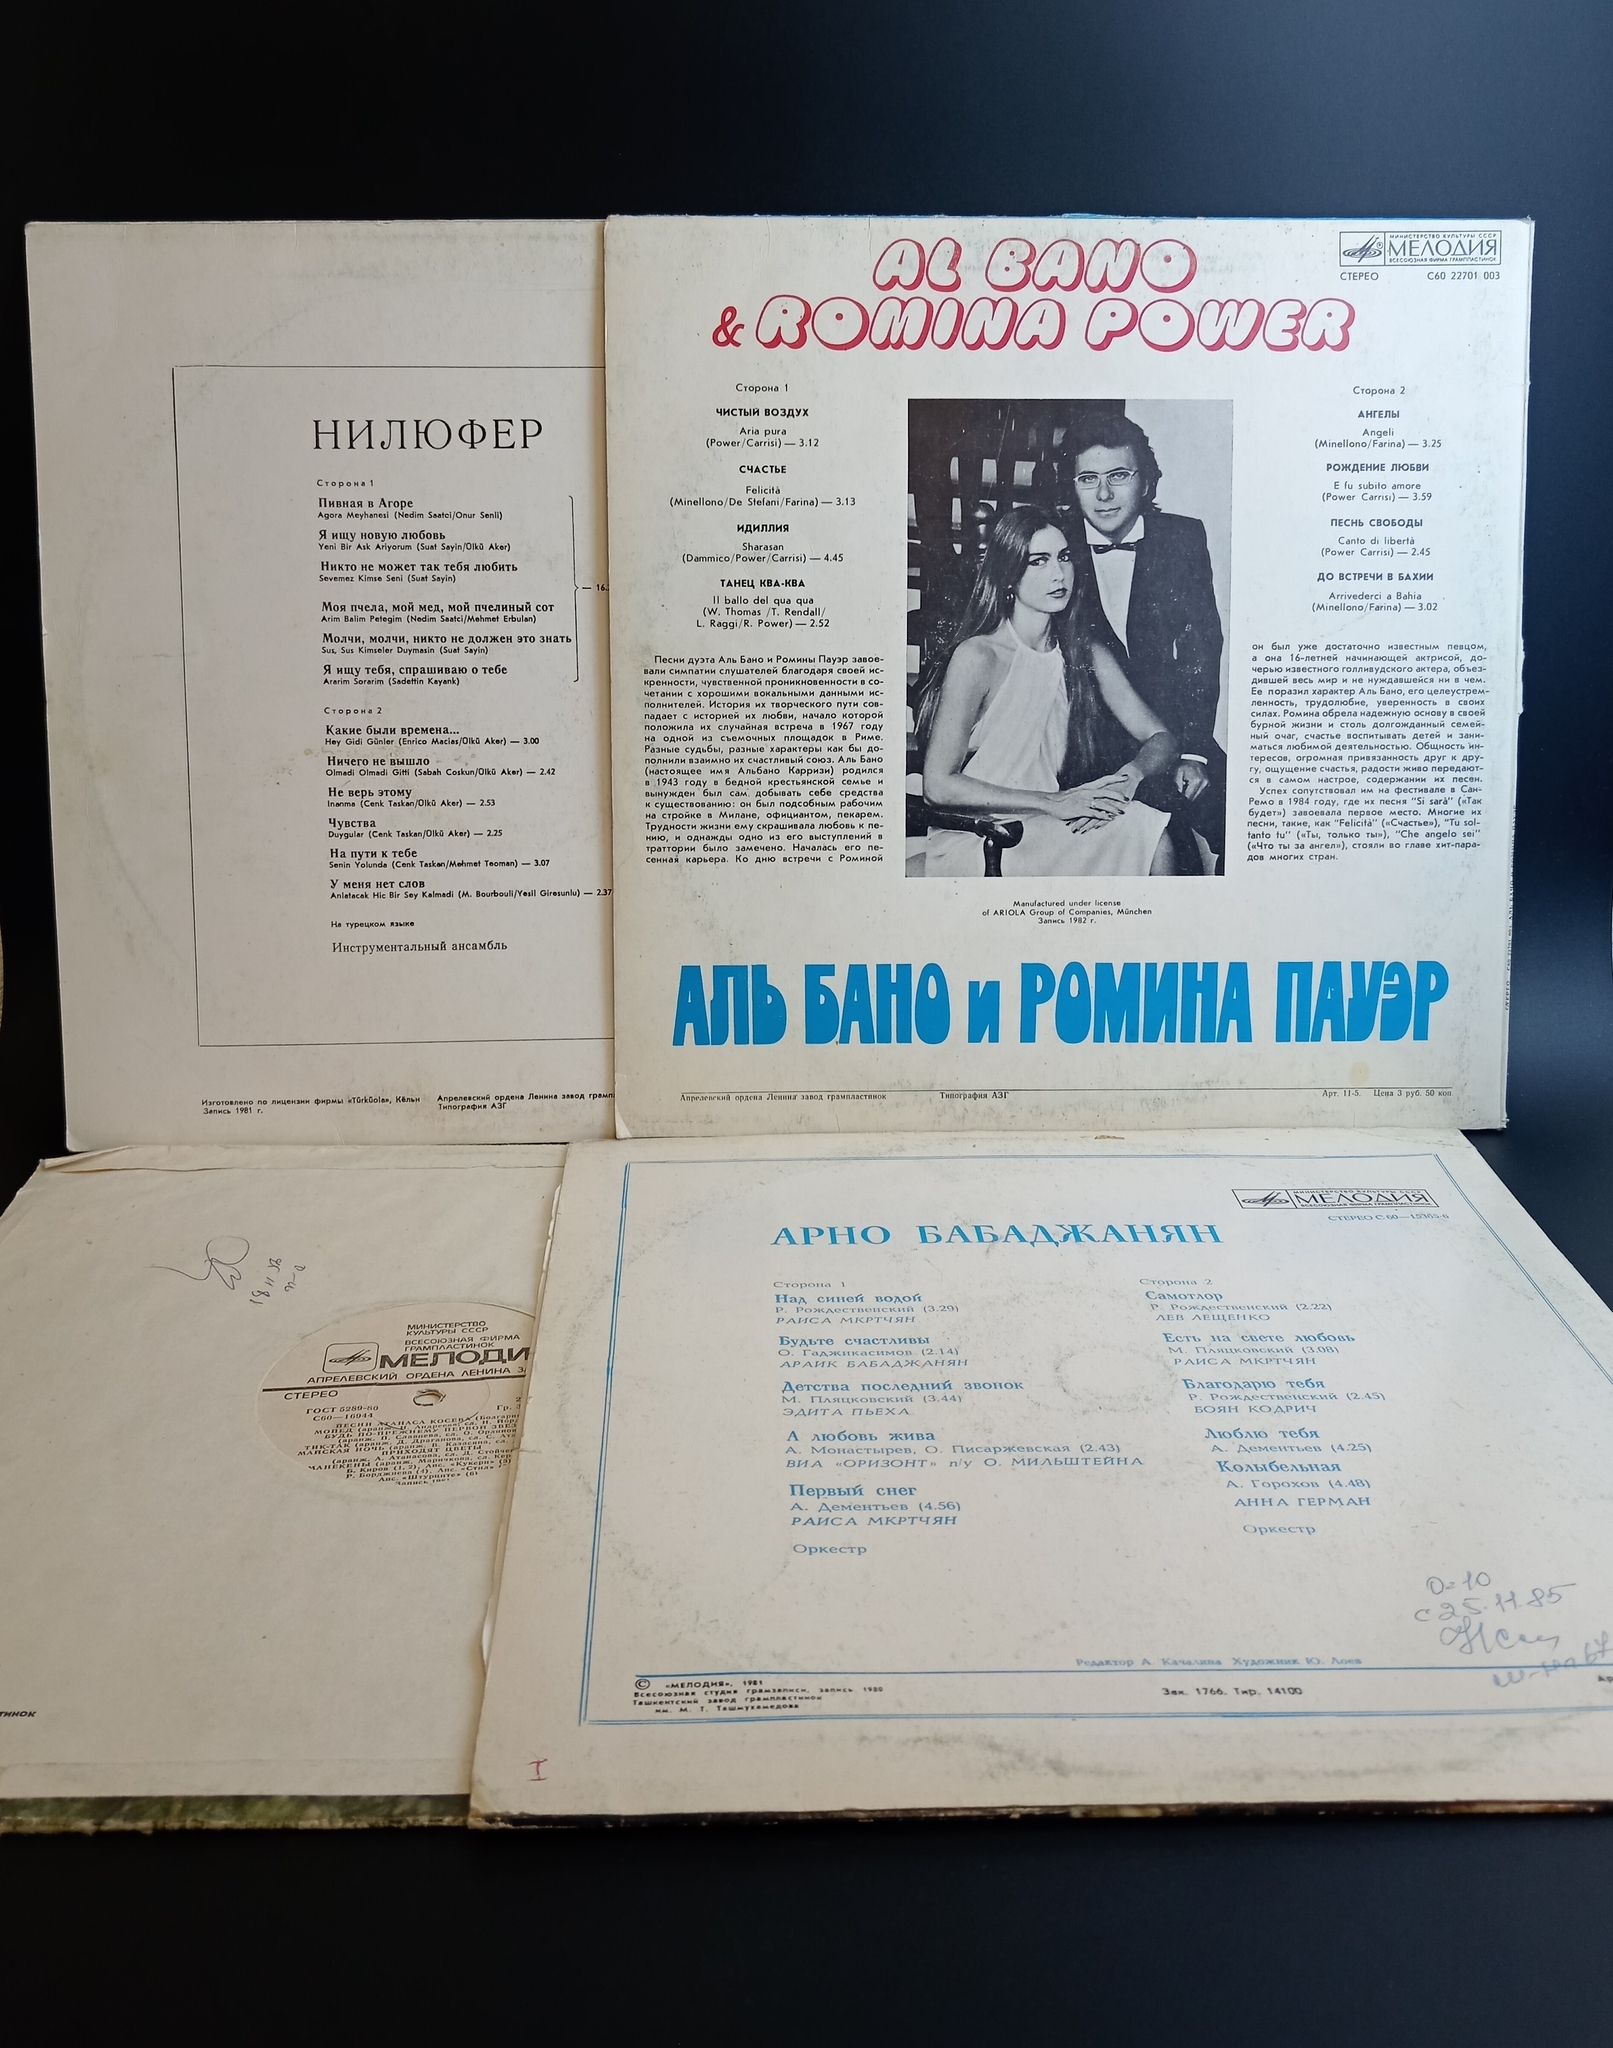 НИЛЮФЕР
Сторона 1
Пивная в Агоре
Agora Meyhanesi (Nedim Saatci/Onur Senli)
Я ищу новую любовь
Yeni Bir Ask Ariyorum (Suat Sayin/Olkü Aker)
Никто не может так тебя любить
Sevemez Kimse Seni (Suat Sayin)
Моя пчела, мой мед, мой пчелиный сот
Arim Balim Petegim (Nedim Saatci/Mehmet Erbulan)
Молчи, молчи, никто не должен это знать
Sus, Sus Kimseler Duymasin (Suat Sayin)
Я ищу тебя, спрашиваю о тебе
Ararim Sorarim (Sadettin Kayank)
— 16.
Сторона 2
Какие были времена...
Hey Gidi Günler (Enrico Macias/Olkü Aker) — 3.00
Ничего не вышло
Olmadi Olmadi Gitti (Sabah Coskun/Olkü Aker) — 2.42
Не верь этому
Inanma (Cenk Taskan/Olkü Aker) — 2.53
Чувства
Duygular (Cenk Taskan/Olkü Aker) — 2.25
На пути к тебе
Senin Yolunda (Cenk Taskan/Mehmet Teoman) — 3.07
У меня нет слов
Anlatacak Hic Bir Sey Kalmadi (M. Bourbouli/Yesil Giresunlu) — 2.37
На турецком языке
Инструментальный ансамбль
Изготовлено по лицензии фирмы «Türküola», Кёльн
Запись 1981 г.
Апрелевский ордена Ленина завод грамп
Типография АЗГ
AL BANO
& ROMINA POWER
МИНИСТЕРСТВО КУЛЬТУРЫ СССР
МЕЛОДИЯ
ВСЕСОЮЗНАЯ ФИРМА ГРАМПЛАСТИНОК
СТЕРЕО С60 22701 003
Сторона 1
ЧИСТЫЙ ВОЗДУХ
Aria pura
(Power/Carrisi) — 3.12
СЧАСТЬЕ
Felicità
(Minellono/De Stefani/Farina) — 3.13
ИДИЛЛИЯ
Sharasan
(Dammico/Power/Carrisi) — 4.45
ТАНЕЦ КВА-КВА
Il ballo del qua qua
(W. Thomas /T. Rendall/
L. Raggi/R. Power) — 2.52
Сторона 2
АНГЕЛЫ
Angeli
(Minellono/Farina) — 3.25
РОЖДЕНИЕ ЛЮБВИ
E fu subito amore
(Power Carrisi) — 3.59
ПЕСНЬ СВОБОДЫ
Canto di libertà
(Power Carrisi) — 2.45
ДО ВСТРЕЧИ В БАХИИ
Arrivederci a Bahia
(Minellono/Farina) — 3.02
Песни дуэта Аль Бано и Ромины Пауэр завое-
вали симпатии слушателей благодаря своей ис-
кренности, чувственной проникновенности в со-
четании с хорошими вокальными данными ис-
полнителей. История их творческого пути сов-
падает с историей их любви, начало которой
положила их случайная встреча в 1967 году
на одной из съемочных площадок в Риме.
Разные судьбы, разные характеры как бы до-
полнили взаимно их счастливый союз. Аль Бано
(настоящее имя Альбано Карризи) родился
в 1943 году в бедной крестьянской семье и
вынужден был сам добывать себе средства
к существованию: он был подсобным рабочим
на стройке в Милане, официантом, пекарем.
Трудности жизни ему скрашивала любовь к пе-
нию, и однажды одно из его выступлений в
траттории было замечено. Началась его пе-
сенная карьера. Ко дню встречи с Роминой
он был уже достаточно известным певцом,
а она 16-летней начинающей актрисой, до-
черью известного голливудского актера, объез-
дившей весь мир и не нуждавшейся ни в чем.
Ее поразил характер Аль Бано, его целеустрем-
ленность, трудолюбие, уверенность в своих
силах. Ромина обрела надежную основу в своей
бурной жизни и столь долгожданный семей-
ный очаг, счастье воспитывать детей и зани-
маться любимой деятельностью. Общность ин-
тересов, огромная привязанность друг к дру-
гу, ощущение счастья, радости живо передают-
ся в самом настрое, содержании их песен.
Успех сопутствовал им на фестивале в Сан-
Ремо в 1984 году, где их песня "Si sarà" («Так
будет») завоевала первое место. Многие их
песни, такие, как "Felicità" («Счастье»), "Tu sol-
tanto tu" («Ты, только ты»), "Che angelo sei"
(«Что ты за ангел»), стояли во главе хит-пара-
дов многих стран.
Manufactured under license
of ARIOLA Group of Companies, München
Запись 1982 г.
АЛЬ БАНО и РОМИНА ПАУЭР
Апрелевский ордена Ленина завод грампластинок Типография АЗГ Арт. 11-5. Цена 3 руб. 50 коп.
МИНИСТЕРСТВО
КУЛЬТУРЫ СССР
ВСЕСОЮЗНАЯ ФИРМА
ГРАМПЛАСТИНОК
МЕЛОДИ
АПРЕЛЕВСКИЙ ОРДЕНА ЛЕНИНА ЗА
СТЕРЕО
ГОСТ 5289-80
С60—16944
Гр.
ПЕСНИ АТАНАСА КОСЕВА
ТИК-ТАК
МАЙСКАЯ НОЧЬ, ПРИХОДЯТ ЦВЕТЫ
МАНЕКЕНЫ
ТИНОК
МИНИСТЕРСТВО КУЛЬТУРЫ СССР
МЕЛОДИЯ
ВСЕСОЮЗНАЯ ФИРМА ГРАМПЛАСТИНОК
СТЕРЕО С 60—15365-6
АРНО БАБАДЖАНЯН
Сторона 1
Над синей водой
Р. Рождественский (3.29)
РАИСА МКРТЧЯН
Будьте счастливы
О. Гаджикасимов (2.14)
АРАИК БАБАДЖАНЯН
Детства последний звонок
М. Пляцковский (3.44)
ЭДИТА ПЬЕХА
А любовь жива
А. Монастырев, О. Писаржевская (2.43)
ВИА «ОРИЗОНТ» п/у О. МИЛЬШТЕЙНА
Первый снег
А. Дементьев (4.56)
РАИСА МКРТЧЯН
Оркестр
Сторона 2
Самотлор
Р. Рождественский (2.22)
ЛЕВ ЛЕЩЕНКО
Есть на свете любовь
М. Пляцковский (3.08)
РАИСА МКРТЧЯН
Благодарю тебя
Р. Рождественский (2.45)
БОЯН КОДРИЧ
Люблю тебя
А. Дементьев (4.25)
Колыбельная
А. Горохов (4.48)
АННА ГЕРМАН
Оркестр
0=10
с 25.11.85
Редактор А. Качалина Художник Ю. Лоев
© «МЕЛОДИЯ», 1981
Всесоюзная студия грамзаписи, запись 1980
Ташкентский завод грампластинок
им. М. Т. Ташмухамедова
Зак. 1766. Тир. 14100
I